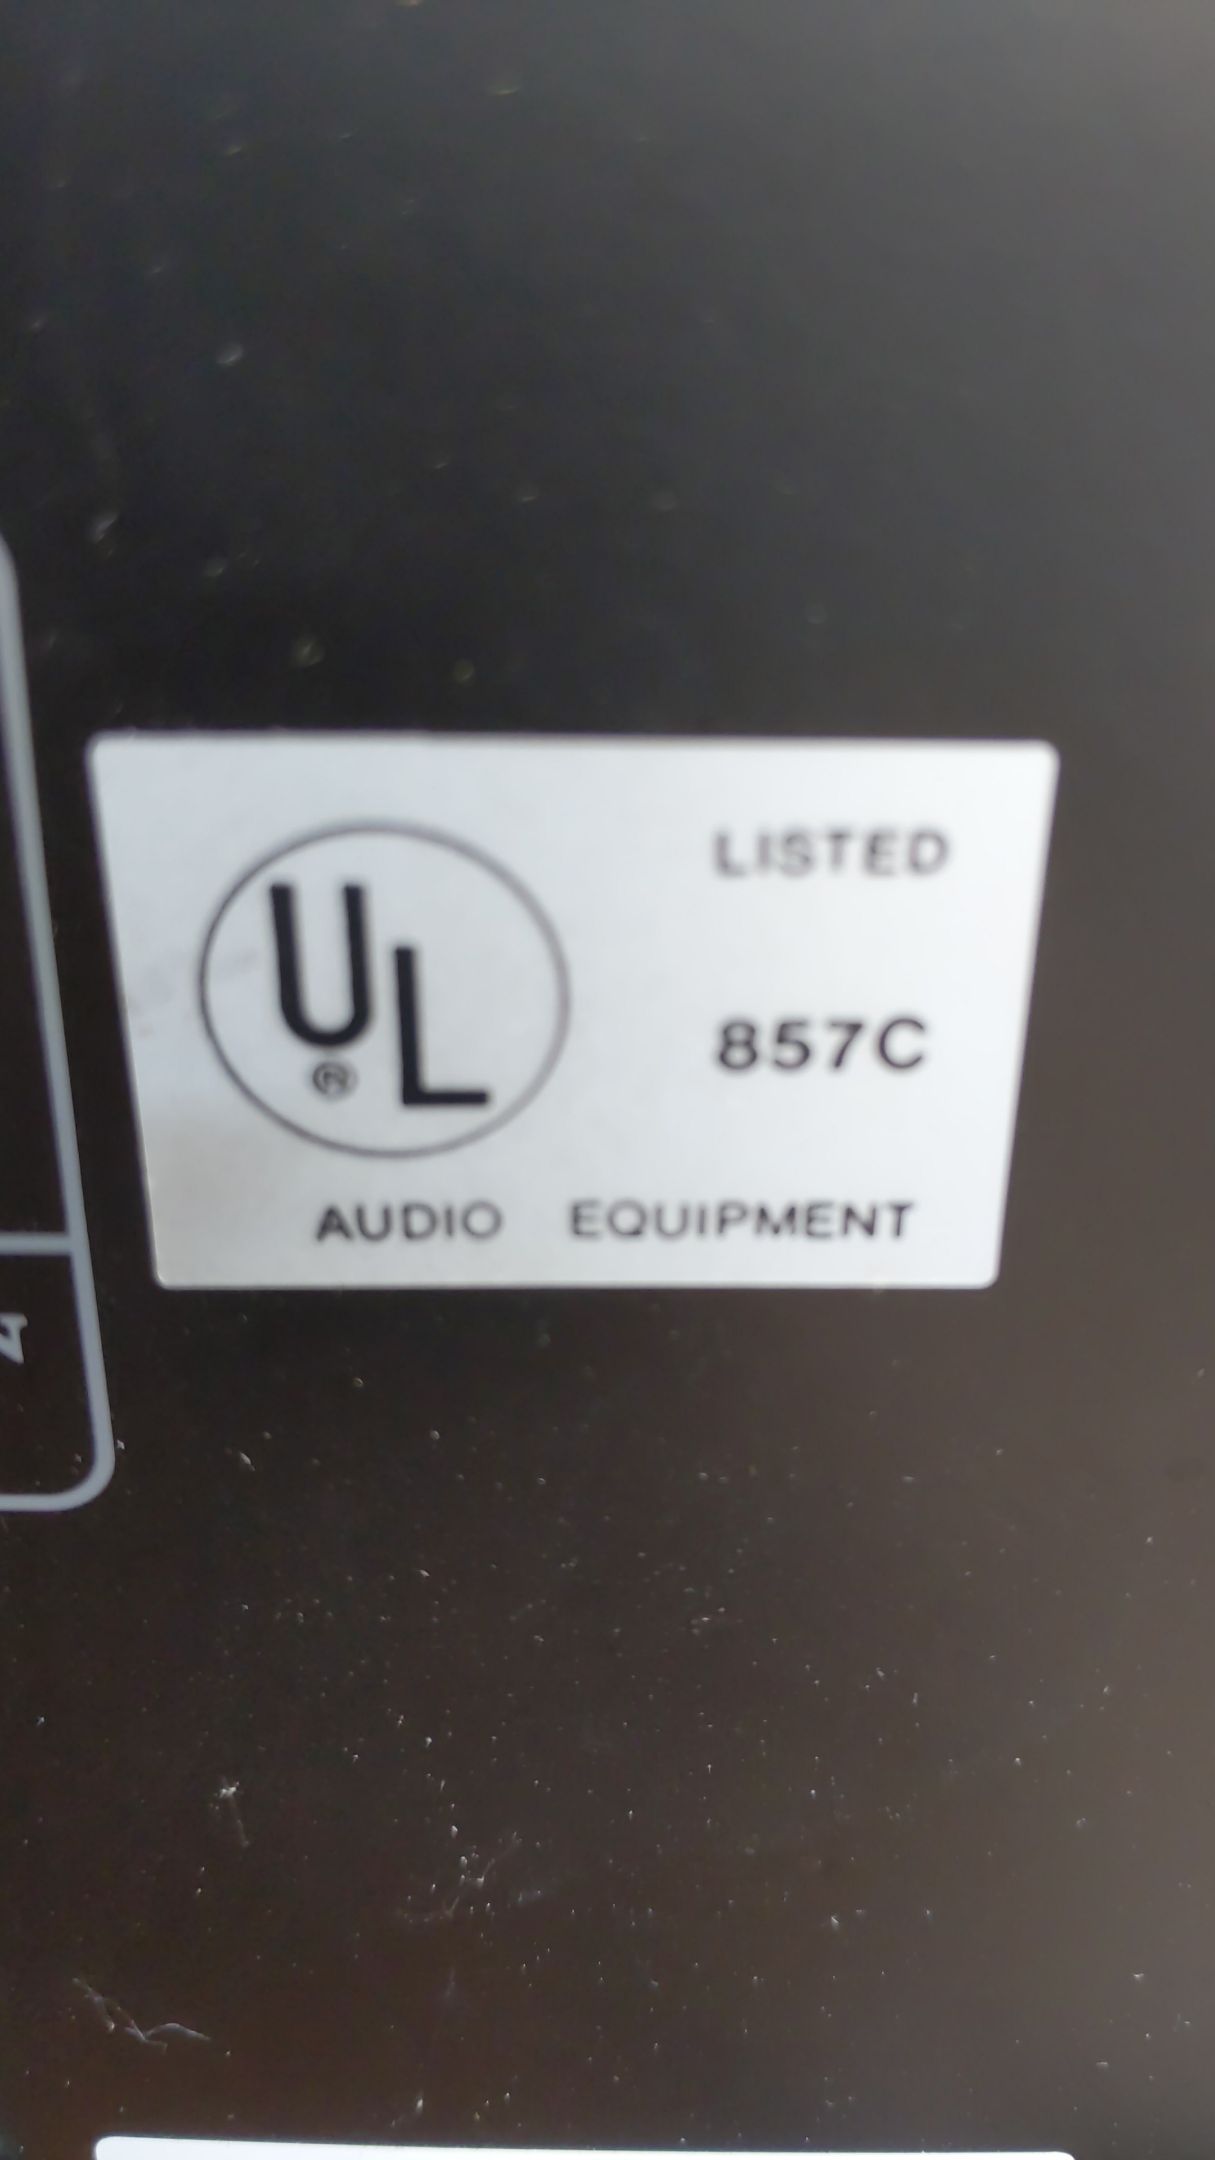 LISTED
UL®
857C
AUDIO EQUIPMENT